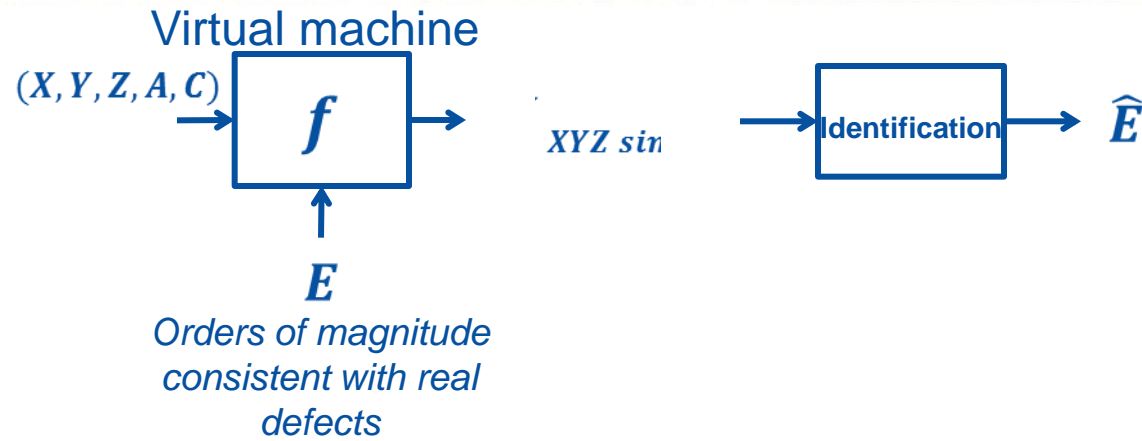 Virtual machine
(X, Y, Z, A, C)
f
XYZ sin
Identification
Ê
E
Orders of magnitude
consistent with real
defects